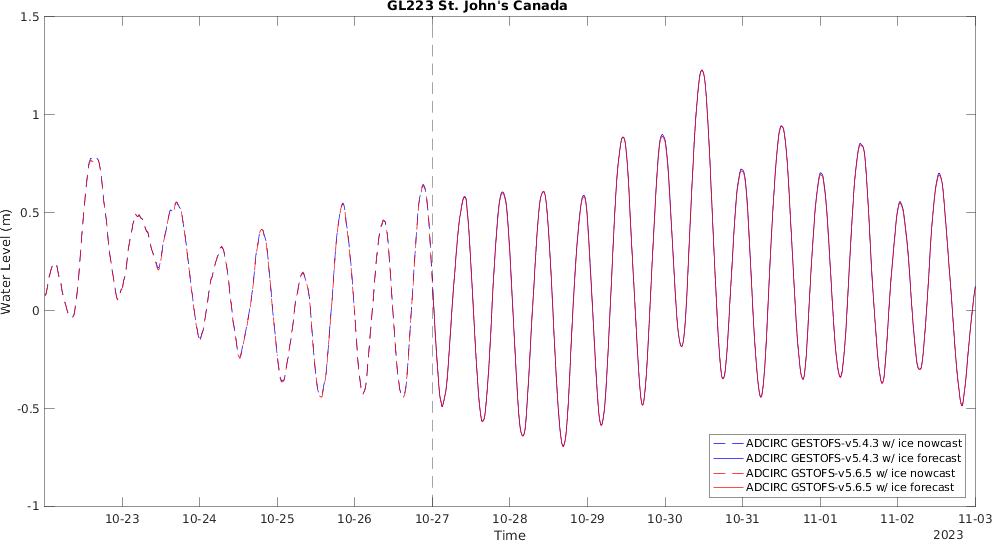 GL223 St. John's Canada
1.5
1
0.5
0
-0.5
-1
Water Level (m)
10-23 10-24 10-25 10-26 10-27 10-28 10-29 10-30 10-31 11-01 11-02 11-03
2023
Time
ADCIRC GESTOFS-v5.4.3 w/ ice nowcast
ADCIRC GESTOFS-v5.4.3 w/ ice forecast
ADCIRC GSTOFS-v5.6.5 w/ ice nowcast
ADCIRC GSTOFS-v5.6.5 w/ ice forecast